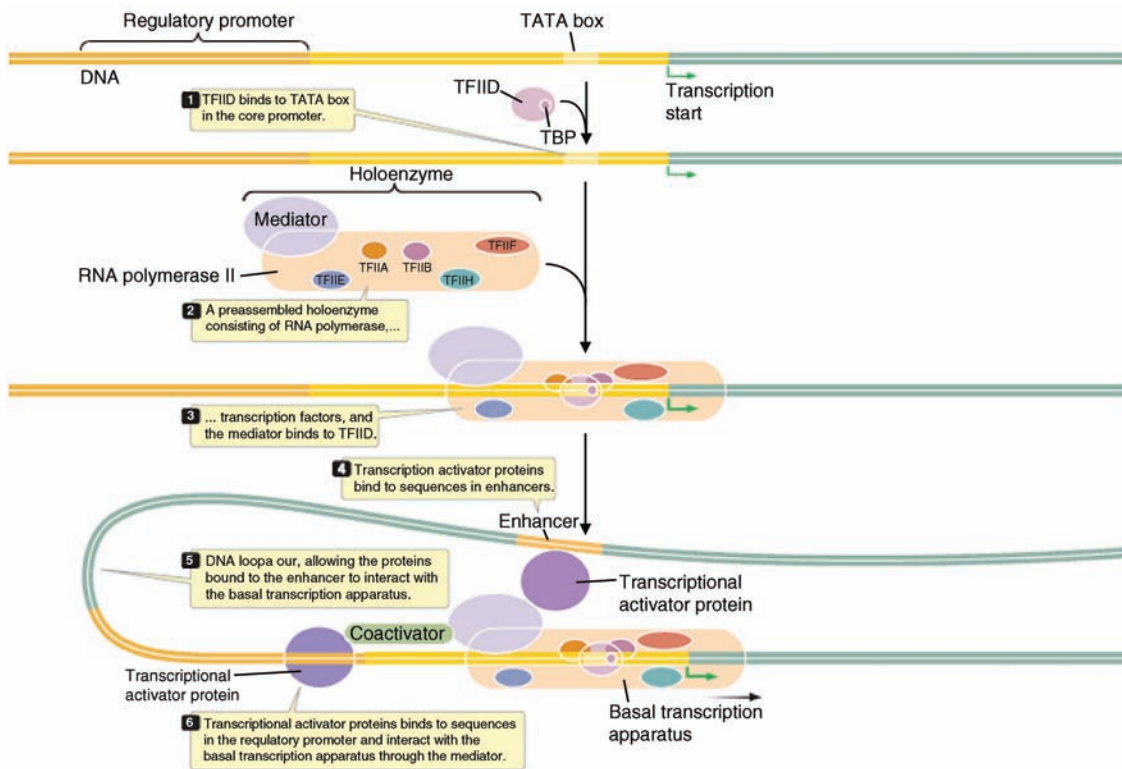 Regulatory promoter
TATA box
DNA
TFIID
TBP
Transcription
start
1 TFIID binds to TATA box
in the core promoter.
Holoenzyme
Mediator
TFIIF
TFIIA
TFIIB
TFIIE
TFIIH
RNA polymerase II
2 A preassembled holoenzyme
consisting of RNA polymerase,...
3 ... transcription factors, and
the mediator binds to TFIID.
4 Transcription activator proteins
bind to sequences in enhancers.
Enhancer
5 DNA loopa our, allowing the proteins
bound to the enhancer to interact with
the basal transcription apparatus.
Transcriptional
activator protein
Coactivator
Transcriptional
activator protein
Basal transcription
apparatus
6 Transcriptional activator proteins binds to sequences
in the requlatory promoter and interact with the
basal transcription apparatus through the mediator.